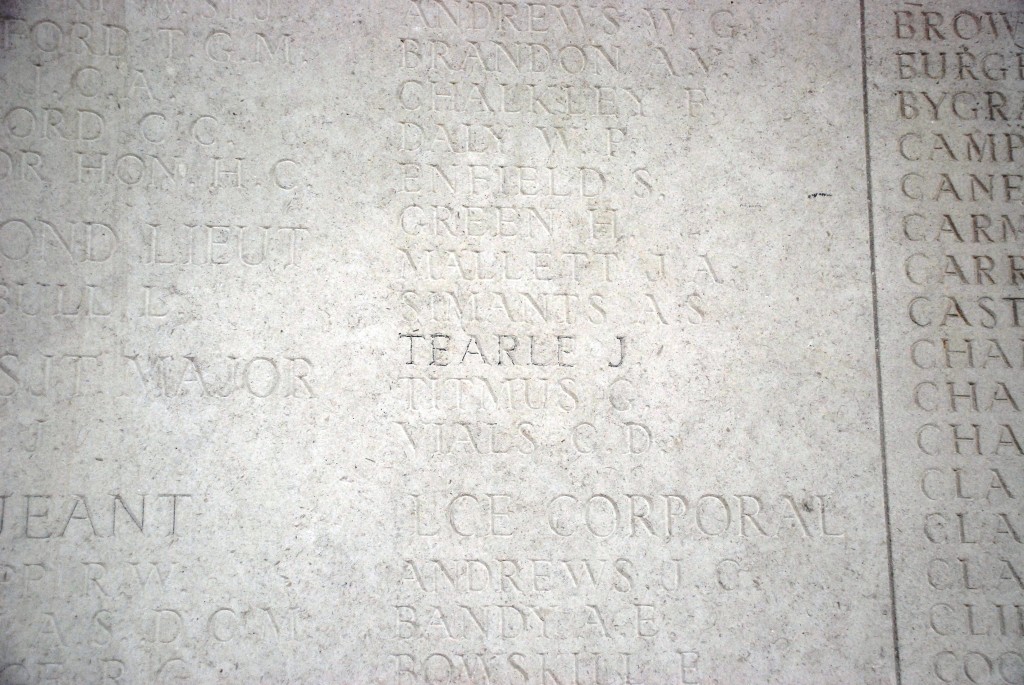 FORD T.G.M.
J.C.A.
ORD C.C.
OR HON. H.C.
OND LIEUT
BULL L.
SJT MAJOR
J.
JEANT
R.W.
A.S. D.C.M.
ANDREWS W.G.
BRANDON A.V.
CHALKLEY F.
DALY W.P.
ENFIELD S.
GREEN H.
MALLETT J.A.
SIMANTS A.S.
TEARLE J.
TITMUS C.
VIALS C.D.
LCE CORPORAL
ANDREWS J.G.
BANDY A.E.
BOWSKILL E.
BROW
BURGE
BYGRA
CAMP
CANF
CARM
CARR
CAST
CHA
CHA
CHA
CLA
CLA
CLA
CLI
COO